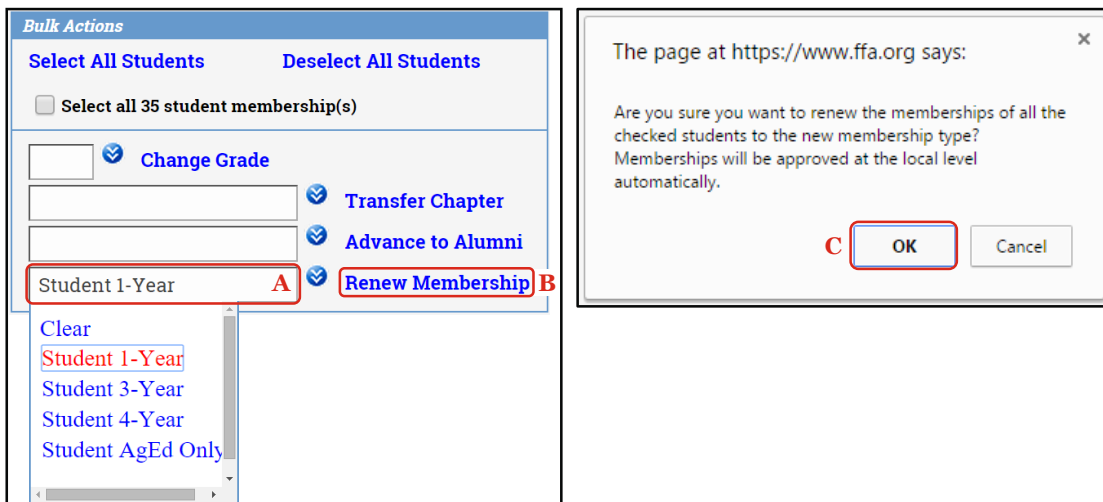 Bulk Actions
Select All Students Deselect All Students
Select all 35 student membership(s)
Change Grade
Transfer Chapter
Advance to Alumni
Student 1-Year A Renew Membership B
Clear
Student 1-Year
Student 3-Year
Student 4-Year
Student AgEd Only
The page at https://www.ffa.org says:
Are you sure you want to renew the memberships of all the
checked students to the new membership type?
Memberships will be approved at the local level
automatically.
C OK Cancel